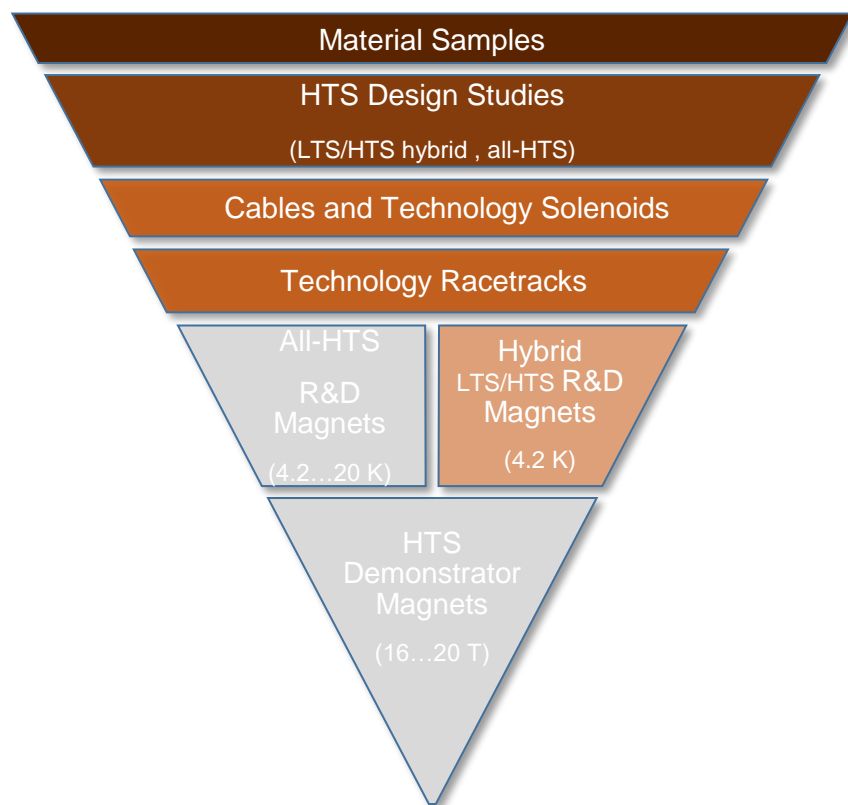 Material Samples
HTS Design Studies
(LTS/HTS hybrid , all-HTS)
Cables and Technology Solenoids
Technology Racetracks
All-HTS
R&D
Magnets
(4.2…20 K)
Hybrid
LTS/HTS R&D
Magnets
(4.2 K)
HTS
Demonstrator
Magnets
(16…20 T)